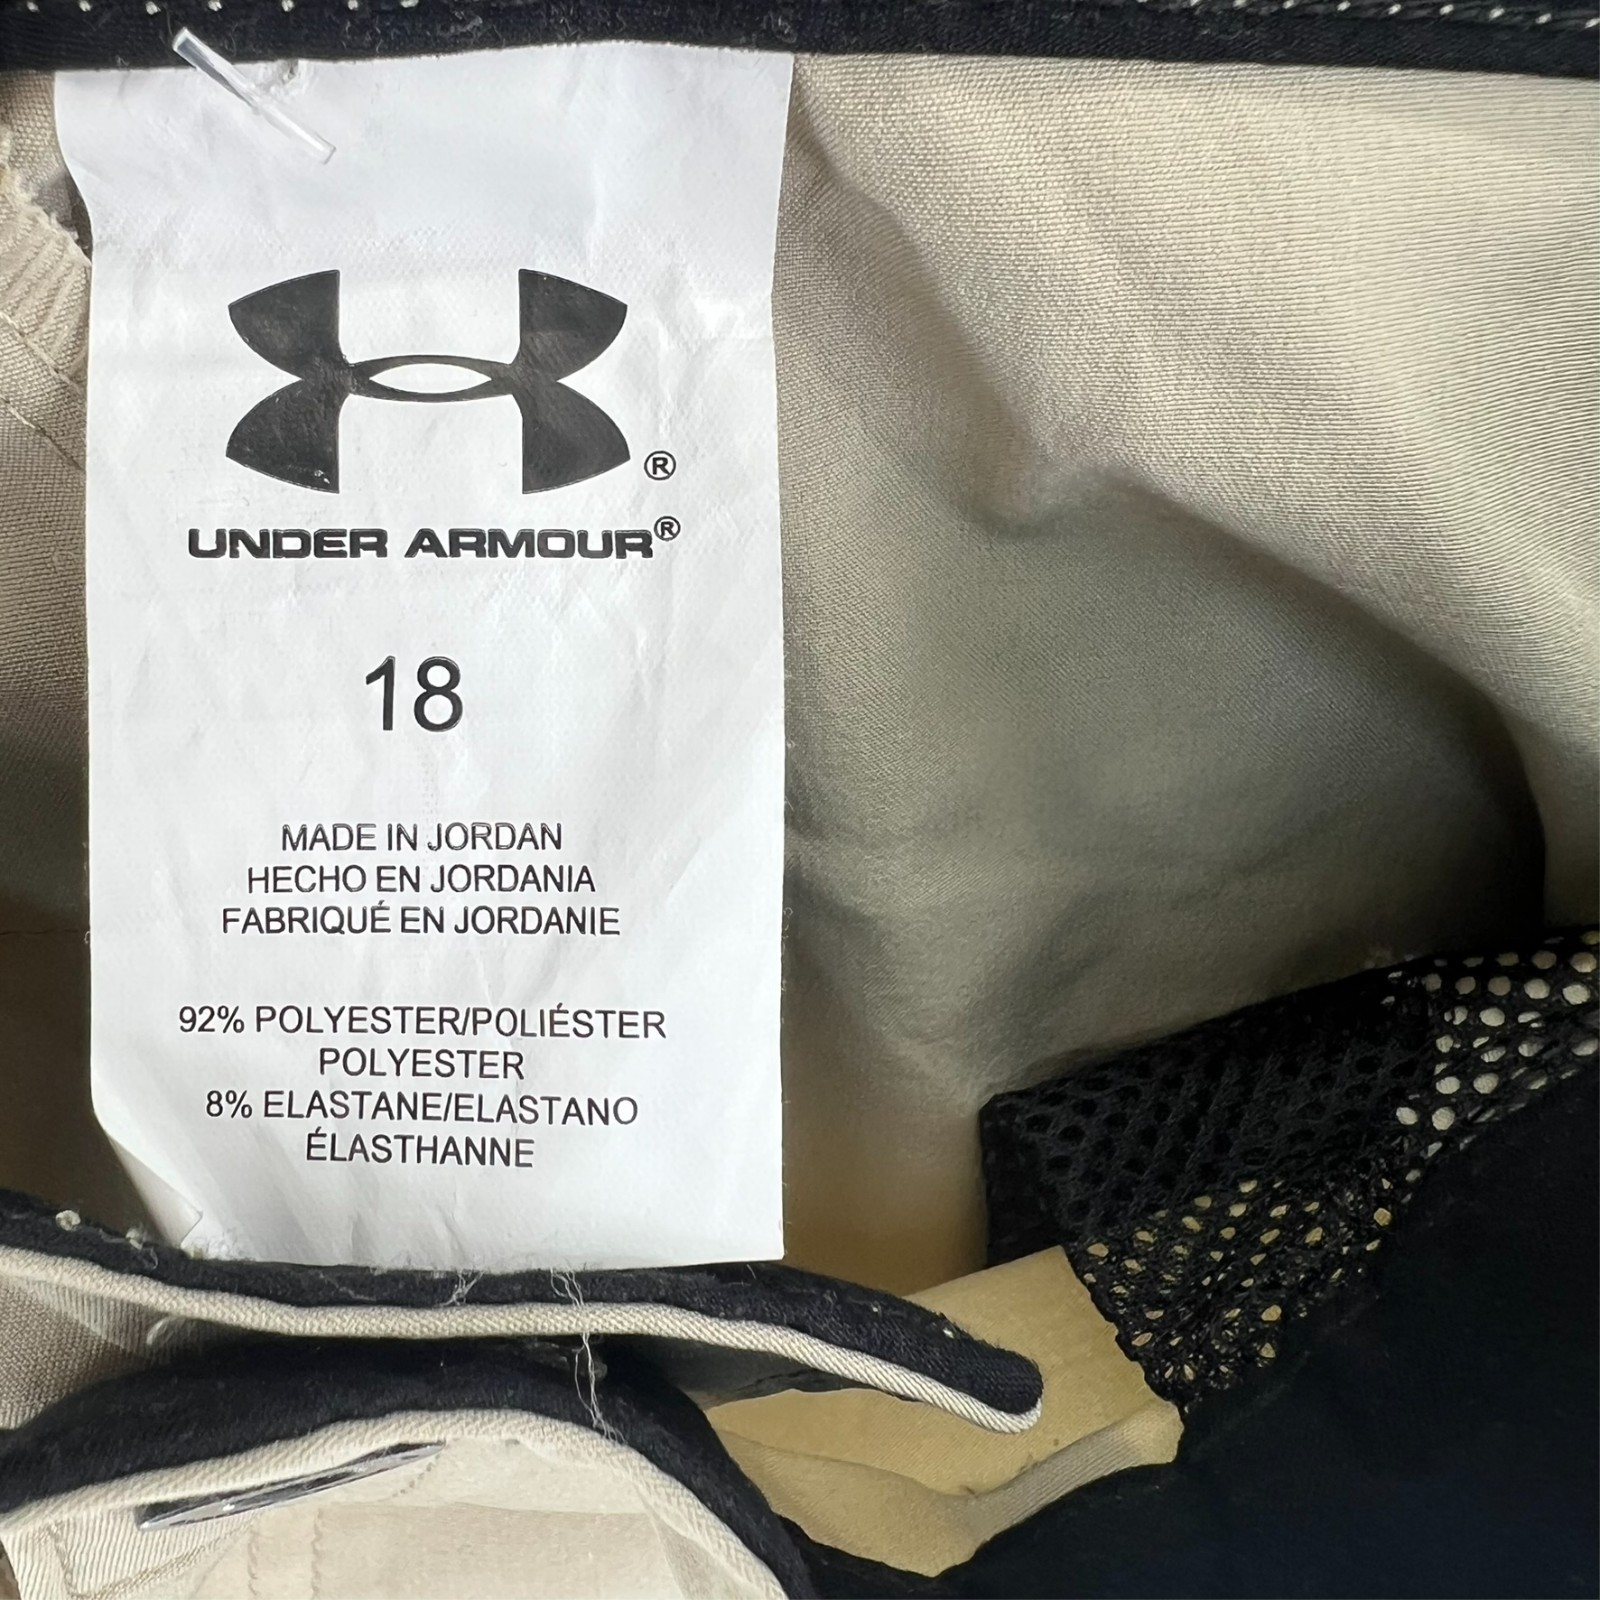 ®
UNDER ARMOUR®
18
MADE IN JORDAN
HECHO EN JORDANIA
FABRIQUÉ EN JORDANIE
92% POLYESTER/POLIÉSTER
POLYESTER
8% ELASTANE/ELASTANO
ÉLASTHANNE